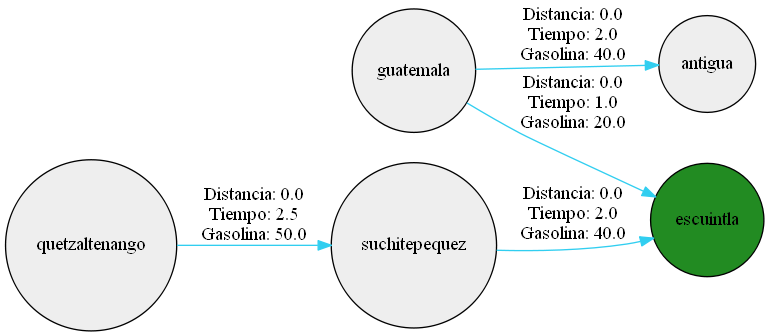 Distancia: 0.0
Tiempo: 2.0
Gasolina: 40.0
guatemala
antigua
Distancia: 0.0
Tiempo: 1.0
Gasolina: 20.0
Distancia: 0.0
Tiempo: 2.5
Gasolina: 50.0
quetzaltenango
suchitepequez
Distancia: 0.0
Tiempo: 2.0
Gasolina: 40.0
escuintla